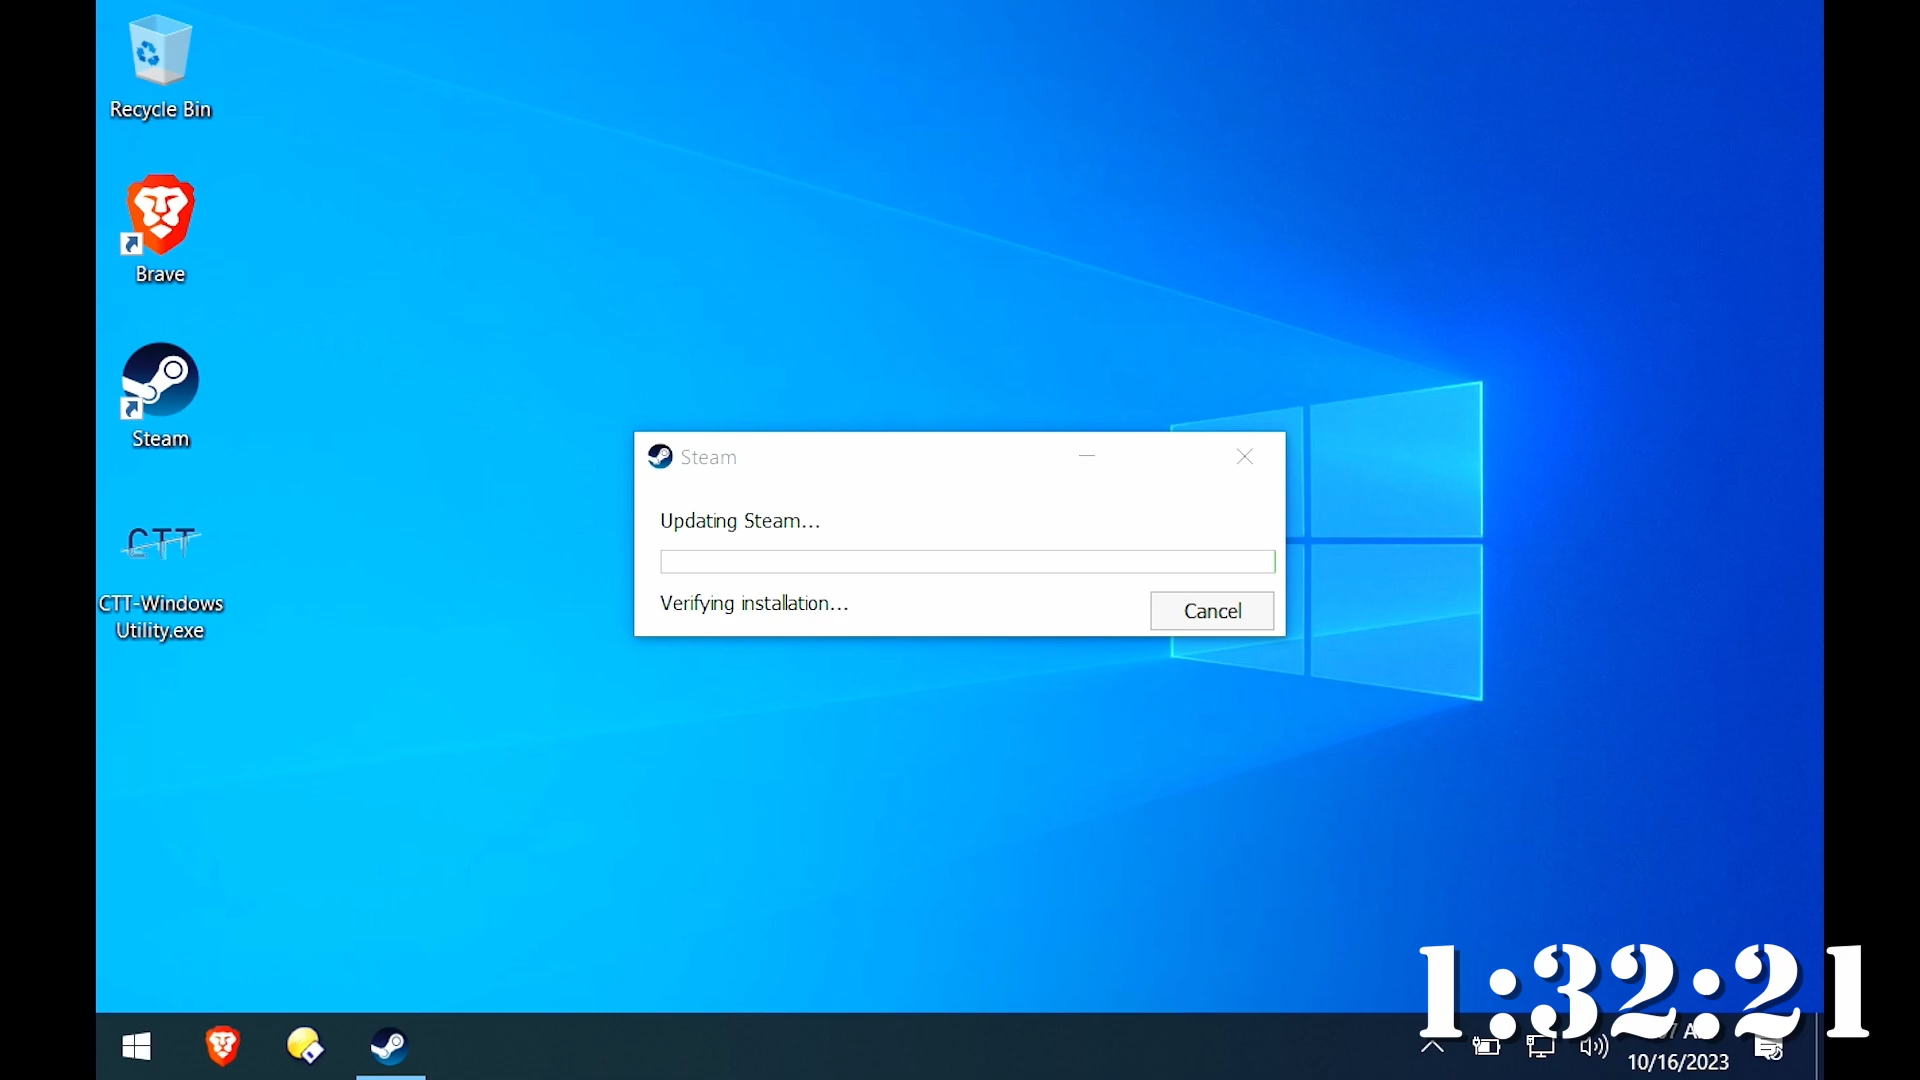 Recycle Bin
Brave
Steam
CTT
CTT-Windows
Utility.exe
Steam
Updating Steam...
Verifying installation...
Cancel
1:32:21
10/16/2023